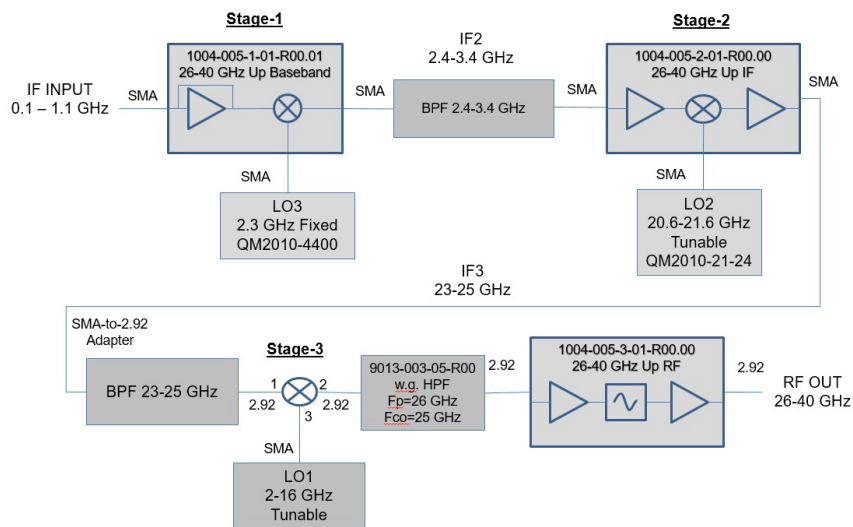 Stage-1
1004-005-1-01-R00.01
26-40 GHz Up Baseband
IF INPUT
0.1 – 1.1 GHz
SMA
SMA
SMA
LO3
2.3 GHz Fixed
QM2010-4400
IF2
2.4-3.4 GHz
BPF 2.4-3.4 GHz
SMA
Stage-2
1004-005-2-01-R00.00
26-40 GHz Up IF
SMA
SMA
LO2
20.6-21.6 GHz
Tunable
QM2010-21-24
IF3
23-25 GHz
SMA-to-2.92
Adapter
BPF 23-25 GHz
Stage-3
1
2
3
2.92
2.92
SMA
LO1
2-16 GHz
Tunable
9013-003-05-R00
w.g. HPF
Fp=26 GHz
Fco=25 GHz
2.92
1004-005-3-01-R00.00
26-40 GHz Up RF
2.92
RF OUT
26-40 GHz